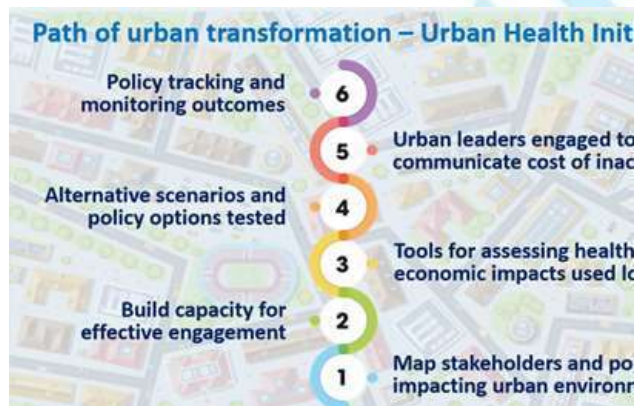 Path of urban transformation – Urban Health Init
Policy tracking and
monitoring outcomes
6
5
Urban leaders engaged to
communicate cost of inac
Alternative scenarios and
policy options tested
4
3
Tools for assessing health
economic impacts used lo
Build capacity for
effective engagement
2
1
Map stakeholders and po
impacting urban environ